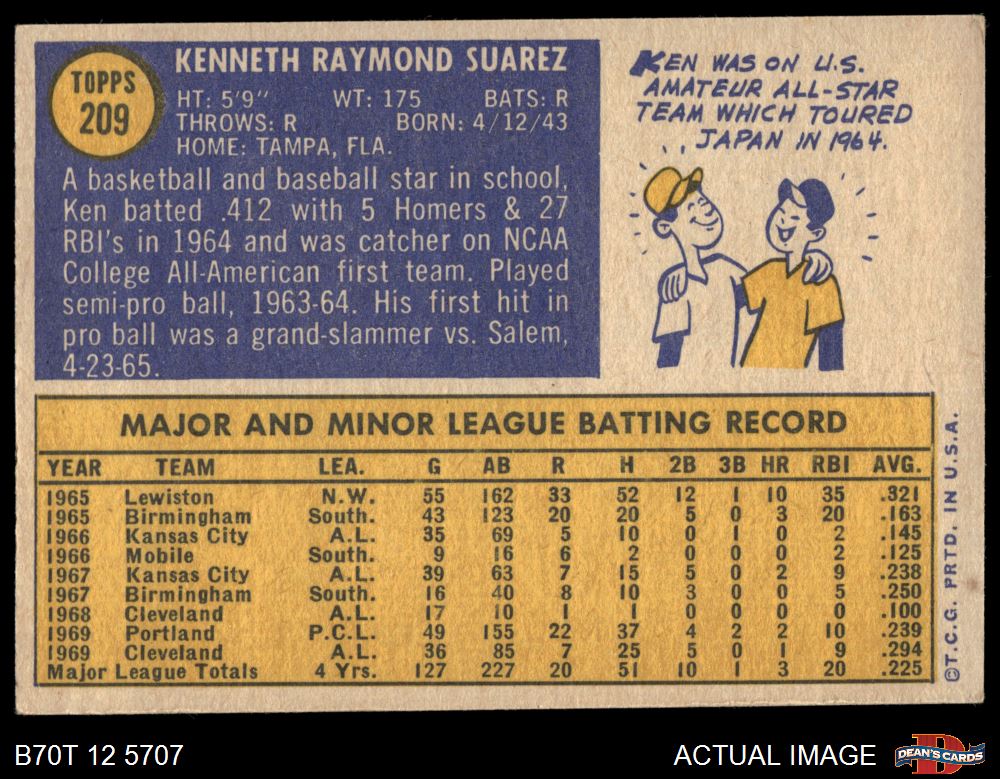 TOPPS
209
KENNETH RAYMOND SUAREZ
HT: 5'9" WT: 175 BATS: R
THROWS: R BORN: 4/12/43
HOME: TAMPA, FLA.
A basketball and baseball star in school,
Ken batted .412 with 5 Homers & 27
RBI's in 1964 and was catcher on NCAA
College All-American first team. Played
semi-pro ball, 1963-64. His first hit in
pro ball was a grand-slammer vs. Salem,
4-23-65.
KEN WAS ON U.S.
AMATEUR ALL-STAR
TEAM WHICH TOURED
JAPAN IN 1964.
MAJOR AND MINOR LEAGUE BATTING RECORD
YEAR TEAM LEA. G AB R H 2B 3B HR RBI AVG.
1965 Lewiston N.W. 55 162 33 52 12 1 10 35 .321
1965 Birmingham South. 43 123 20 20 5 0 3 20 .163
1966 Kansas City A.L. 35 69 5 10 0 1 0 2 .145
1966 Mobile South. 9 16 6 2 0 0 0 2 .125
1967 Kansas City A.L. 39 63 7 15 5 0 2 9 .238
1967 Birmingham South. 16 40 8 10 3 0 0 5 .250
1968 Cleveland A.L. 17 10 1 1 0 0 0 0 .100
1969 Portland P.C.L. 49 155 22 37 4 2 2 10 .239
1969 Cleveland A.L. 36 85 7 25 5 0 1 9 .294
Major League Totals 4 Yrs. 127 227 20 51 10 1 3 20 .225
©T.C.G. PRTD. IN U.S.A.
B70T 12 5707
ACTUAL IMAGE
DEAN'S CARDS